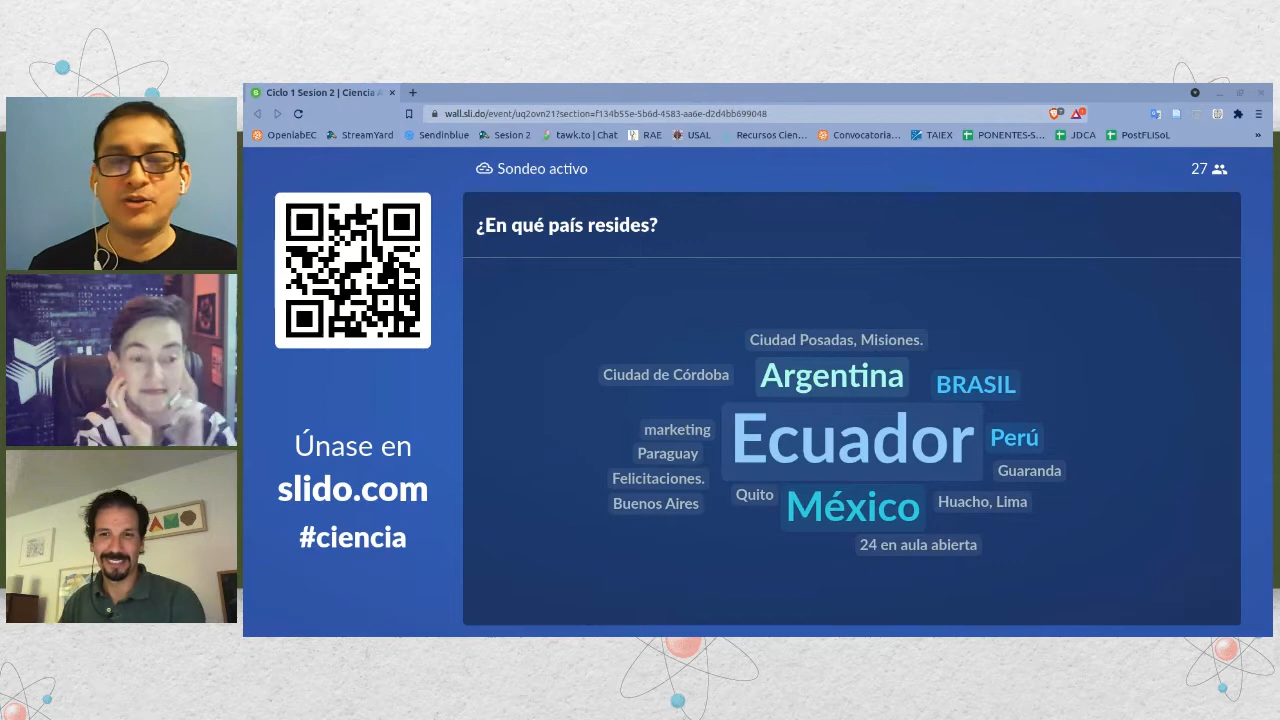 Ciclo 1 Sesion 2 | Ciencia A
wall.sli.do/event/uq2ovn21?section=f134b55e-5b6d-4583-aa6e-d2d4bb699048
OpenlabEC StreamYard Sendinblue Sesion 2 tawk.to | Chat RAE USAL Recursos Cien... Convocatoria... TAIEX PONENTES-S... JDCA PostFLISoL »
Sondeo activo
27
¿En qué país resides?
Ciudad Posadas, Misiones.
Ciudad de Córdoba
Argentina
BRASIL
marketing
Ecuador
Perú
Paraguay
Guaranda
Felicitaciones.
Buenos Aires
Quito
México
Huacho, Lima
24 en aula abierta
Únase en
slido.com
#ciencia